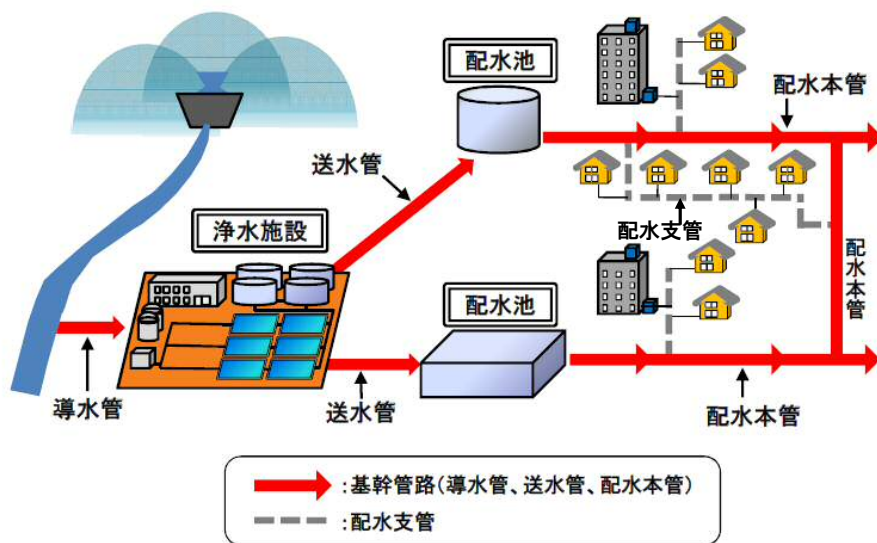 配水池
配水本管
送水管
浄水施設
配水支管
配水本管
配水池
導水管
送水管
配水本管
:基幹管路(導水管、送水管、配水本管)
:配水支管